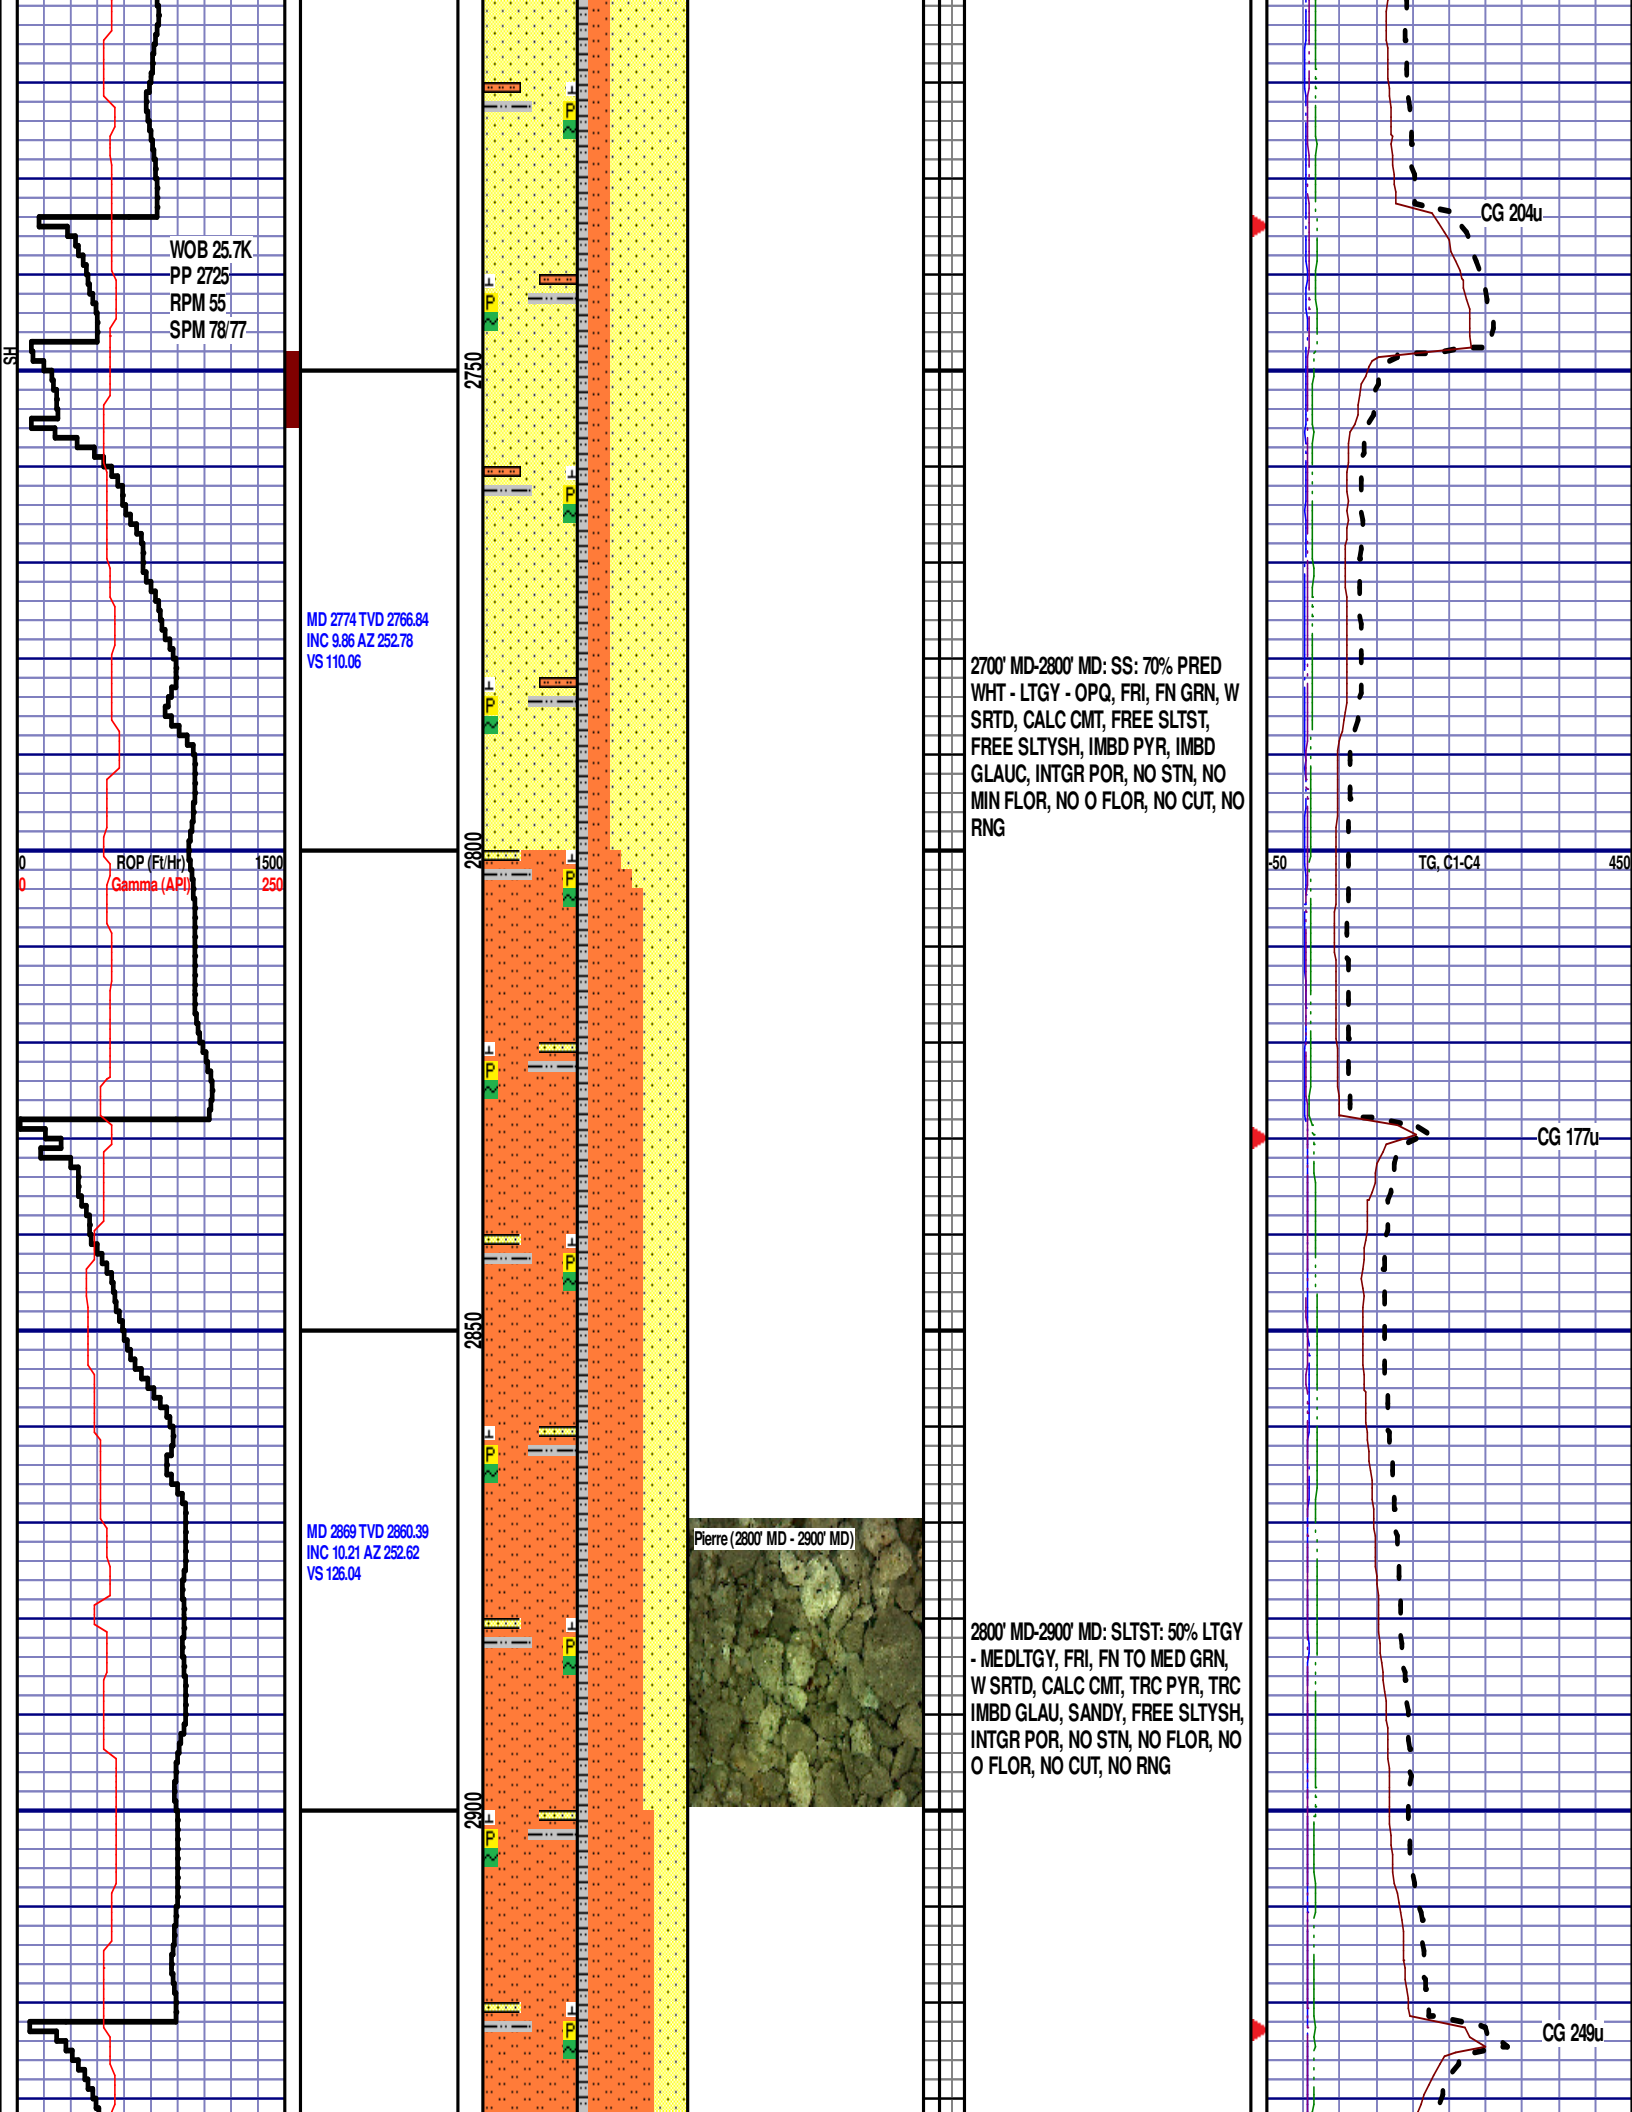 CG 204u
WOB 25.7K
PP 2725
RPM 55
SPM 78/77
SH
2750
MD 2774 TVD 2766.84
INC 9.86 AZ 252.78
VS 110.06
2700' MD-2800' MD: SS: 70% PRED
WHT - LTGY - OPQ, FRI, FN GRN, W
SRTD, CALC CMT, FREE SLTST,
FREE SLTYSH, IMBD PYR, IMBD
GLAUC, INTGR POR, NO STN, NO
MIN FLOR, NO O FLOR, NO CUT, NO
RNG
2800
0 ROP (Ft/Hr) 1500
0 Gamma (API) 250
-50 TG, C1-C4 450
CG 177u
2850
MD 2869 TVD 2860.39
INC 10.21 AZ 252.62
VS 126.04
Pierre (2800' MD - 2900' MD)
2800' MD-2900' MD: SLTST: 50% LTGY
- MEDLTGY, FRI, FN TO MED GRN,
W SRTD, CALC CMT, TRC PYR, TRC
IMBD GLAU, SANDY, FREE SLTYSH,
INTGR POR, NO STN, NO FLOR, NO
O FLOR, NO CUT, NO RNG
2900
CG 249u
P
P
P
P
P
P
P
P
P
P
P